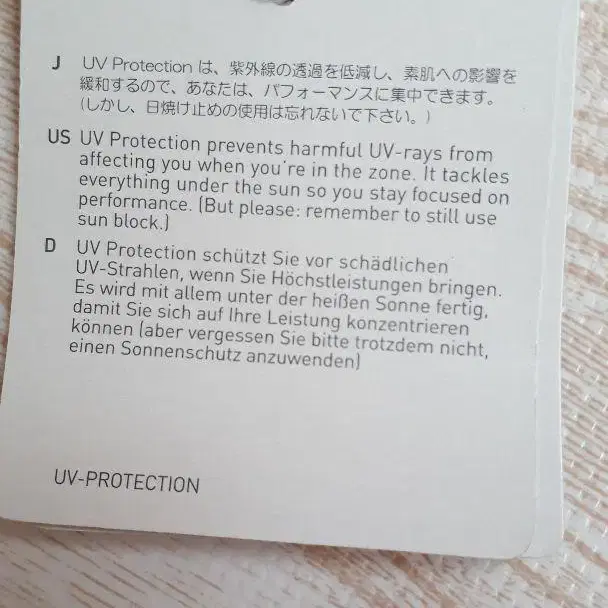 J UV Protection は、紫外線の透過を低減し、素肌への影響を
緩和するので、あなたは、パフォーマンスに集中できます。
(しかし、日焼け止めの使用は忘れないで下さい。)
US UV Protection prevents harmful UV-rays from
affecting you when you're in the zone. It tackles
everything under the sun so you stay focused on
performance. (But please: remember to still use
sun block.)
D UV Protection schützt Sie vor schädlichen
UV-Strahlen, wenn Sie Höchstleistungen bringen.
Es wird mit allem unter der heißen Sonne fertig,
damit Sie sich auf Ihre Leistung konzentrieren
können (aber vergessen Sie bitte trotzdem nicht,
einen Sonnenschutz anzuwenden)
UV-PROTECTION